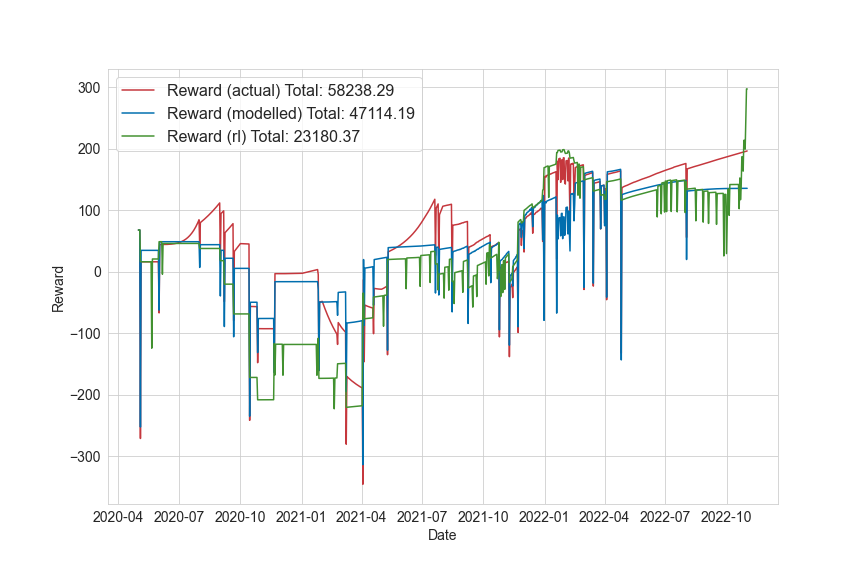 300
200
100
0
−100
−200
−300
Reward
Reward (actual) Total: 58238.29
Reward (modelled) Total: 47114.19
Reward (rl) Total: 23180.37
2020-04 2020-07 2020-10 2021-01 2021-04 2021-07 2021-10 2022-01 2022-04 2022-07 2022-10
Date